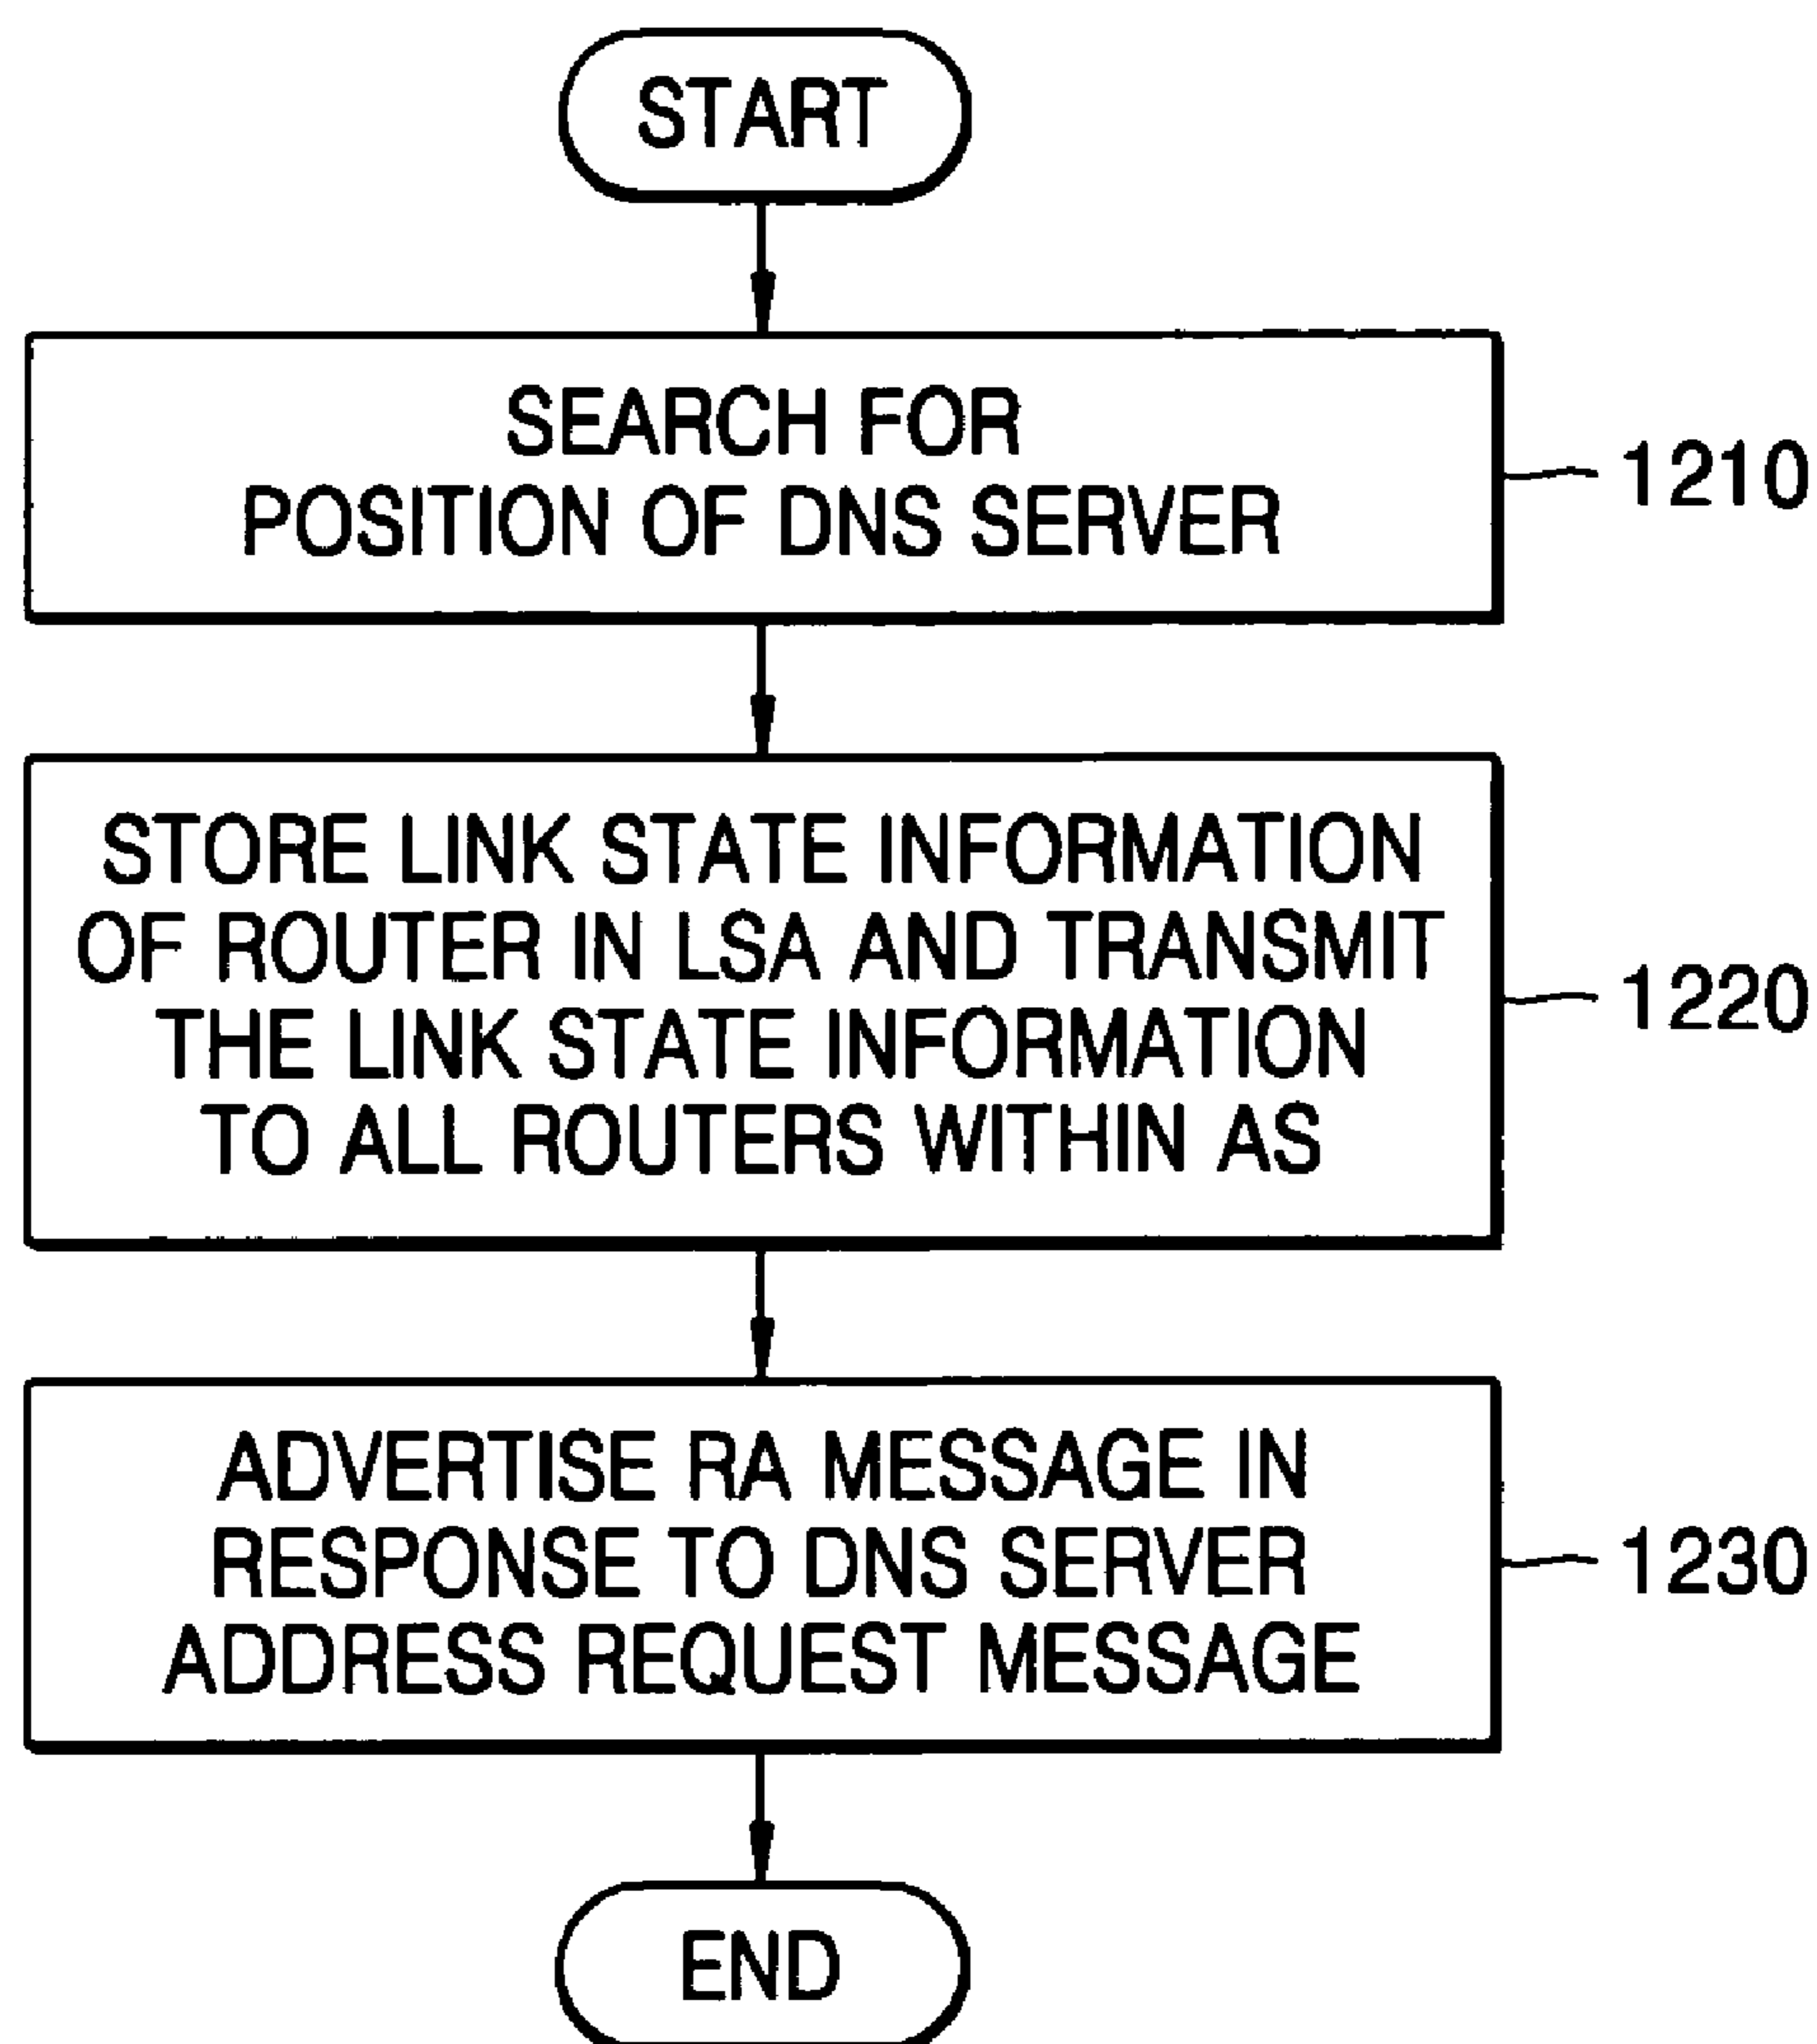 START
SEARCH FOR
POSITION OF DNS SERVER
1210
STORE LINK STATE INFORMATION
OF ROUTER IN LSA AND TRANSMIT
THE LINK STATE INFORMATION
TO ALL ROUTERS WITHIN AS
1220
ADVERTISE RA MESSAGE IN
RESPONSE TO DNS SERVER
ADDRESS REQUEST MESSAGE
1230
END